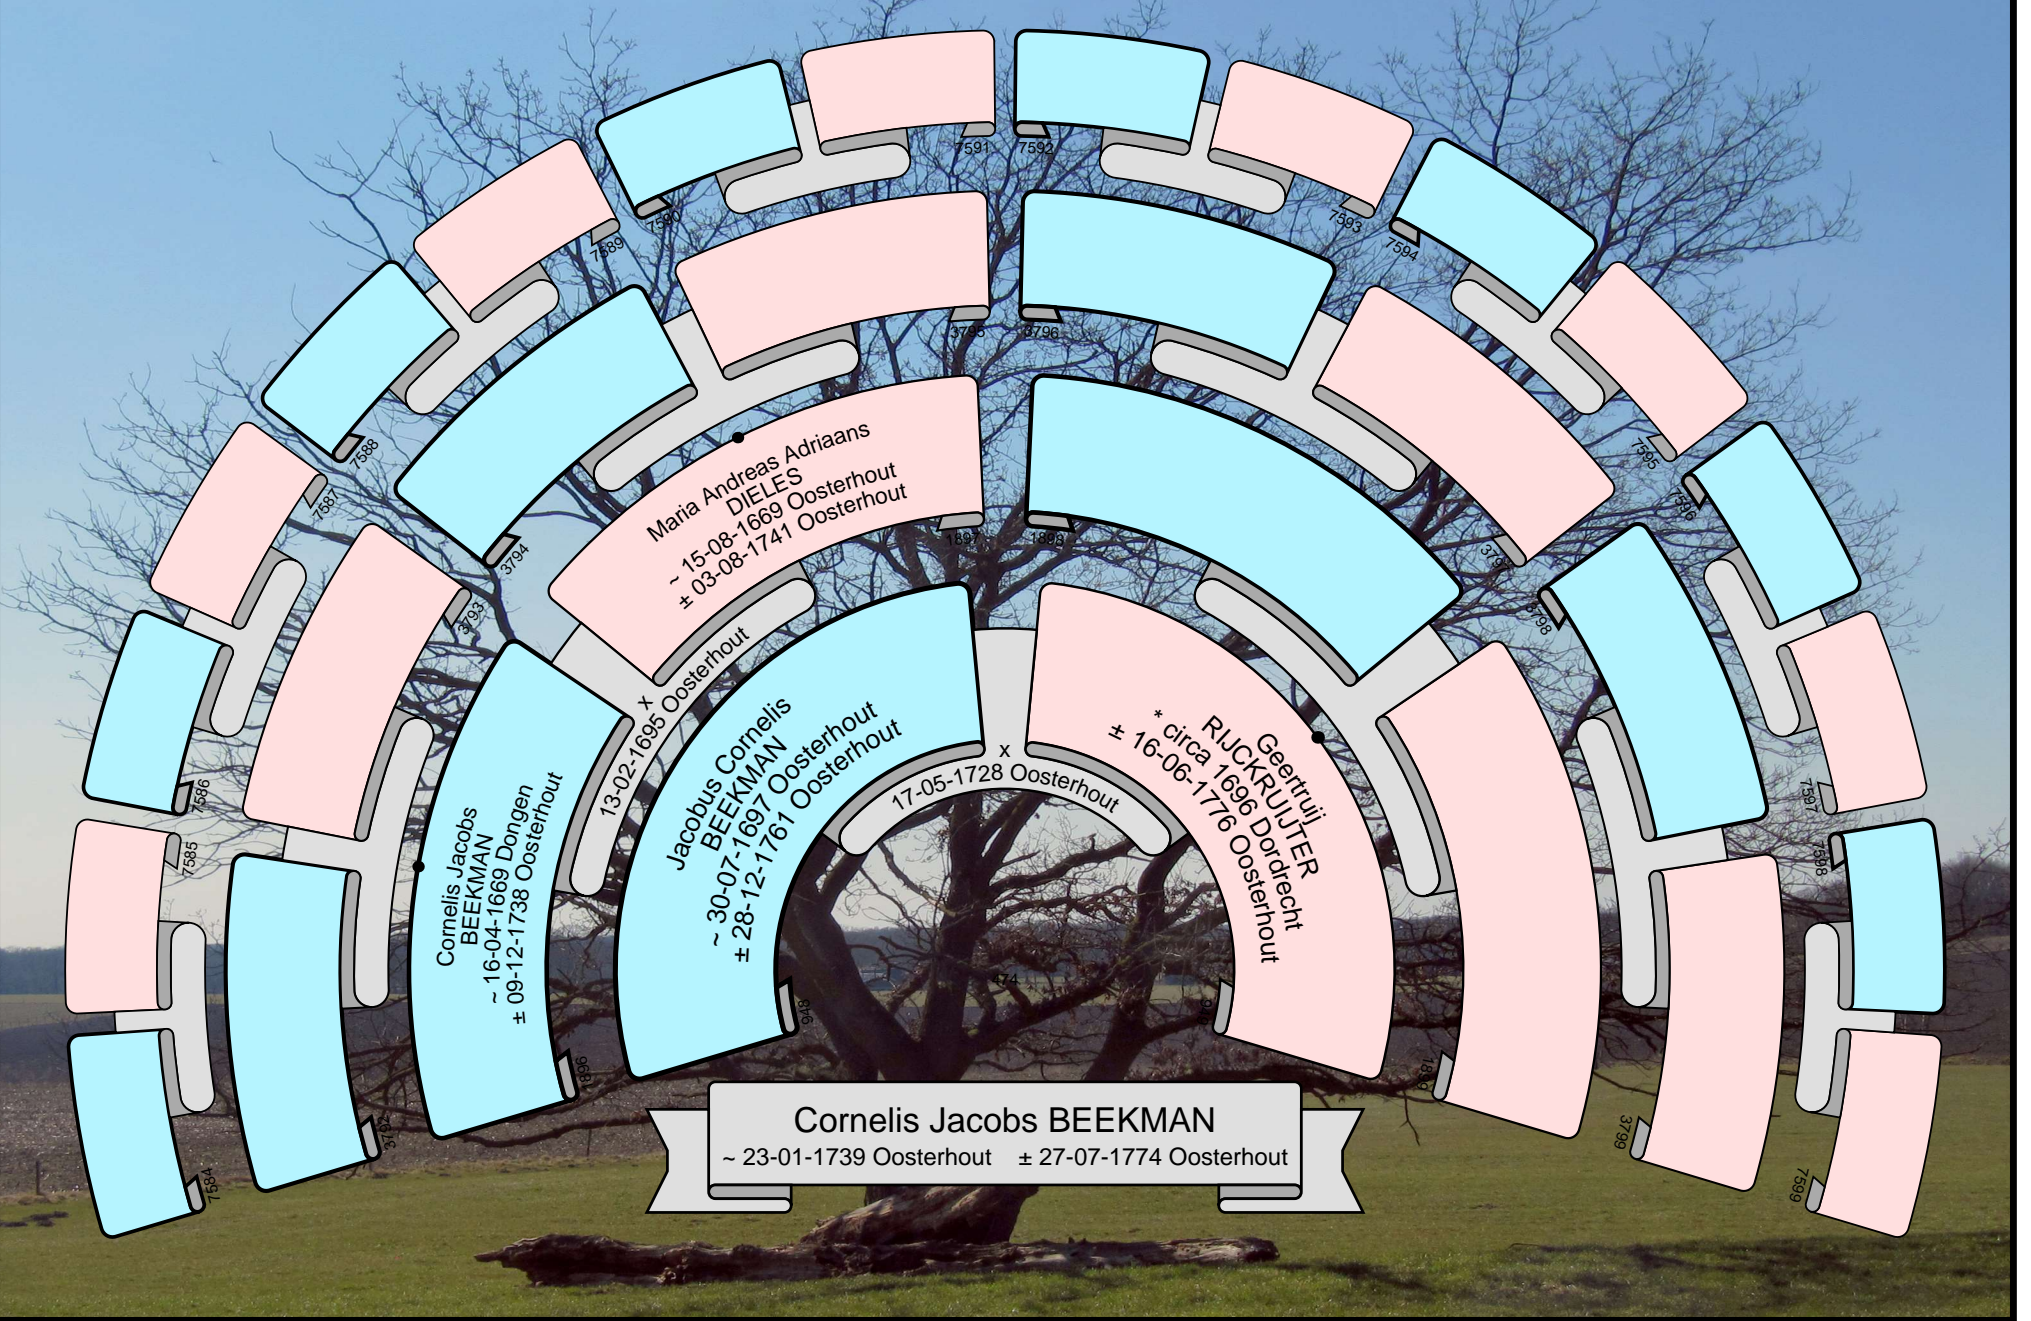 7591
7592
7590
7593
7589
7594
3795
3796
7588
7595
7587
7596
Maria Andreas Adriaans
DIELES
~ 15-08-1669 Oosterhout
± 03-08-1741 Oosterhout
1897
1898
3794
3797
3793
3798
x
13-02-1695 Oosterhout
Jacobus Cornelis
BEEKMAN
~ 30-07-1697 Oosterhout
± 28-12-1761 Oosterhout
x
17-05-1728 Oosterhout
Geertruij
RIJCKRUIJTER
* circa 1696 Dordrecht
± 16-06-1776 Oosterhout
7586
7597
Cornelis Jacobs
BEEKMAN
~ 16-04-1669 Dongen
± 09-12-1738 Oosterhout
7585
7598
474
948
949
1896
1899
3792
3799
7584
7599
Cornelis Jacobs BEEKMAN
~ 23-01-1739 Oosterhout ± 27-07-1774 Oosterhout